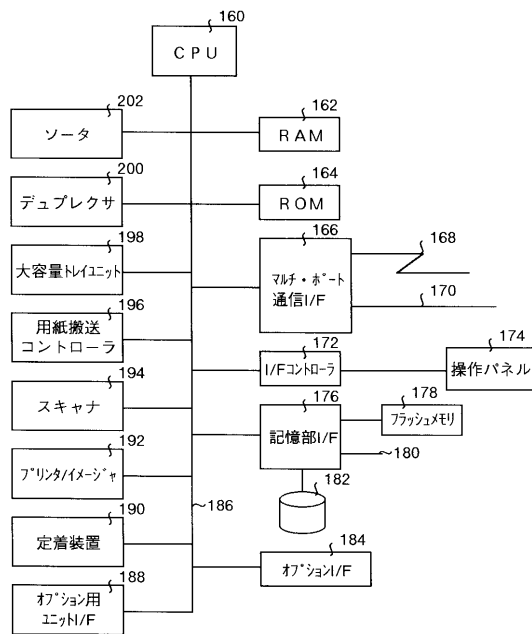 160
CPU
202
ソータ
162
RAM
200
デュプレクサ
164
ROM
198
大容量ﾄﾚｲﾕﾆｯﾄ
166
ﾏﾙﾁ・ﾎﾟｰﾄ
通信I/F
168
170
196
用紙搬送
コントローラ
172
I/Fｺﾝﾄﾛｰﾗ
174
操作パネル
194
スキャナ
176
記憶部I/F
178
ﾌﾗｯｼｭﾒﾓﾘ
180
192
ﾌﾟﾘﾝﾀ/ｲﾒｰｼﾞｬ
182
186
190
定着装置
184
ｵﾌﾟｼｮﾝI/F
188
ｵﾌﾟｼｮﾝ用
ﾕﾆｯﾄI/F